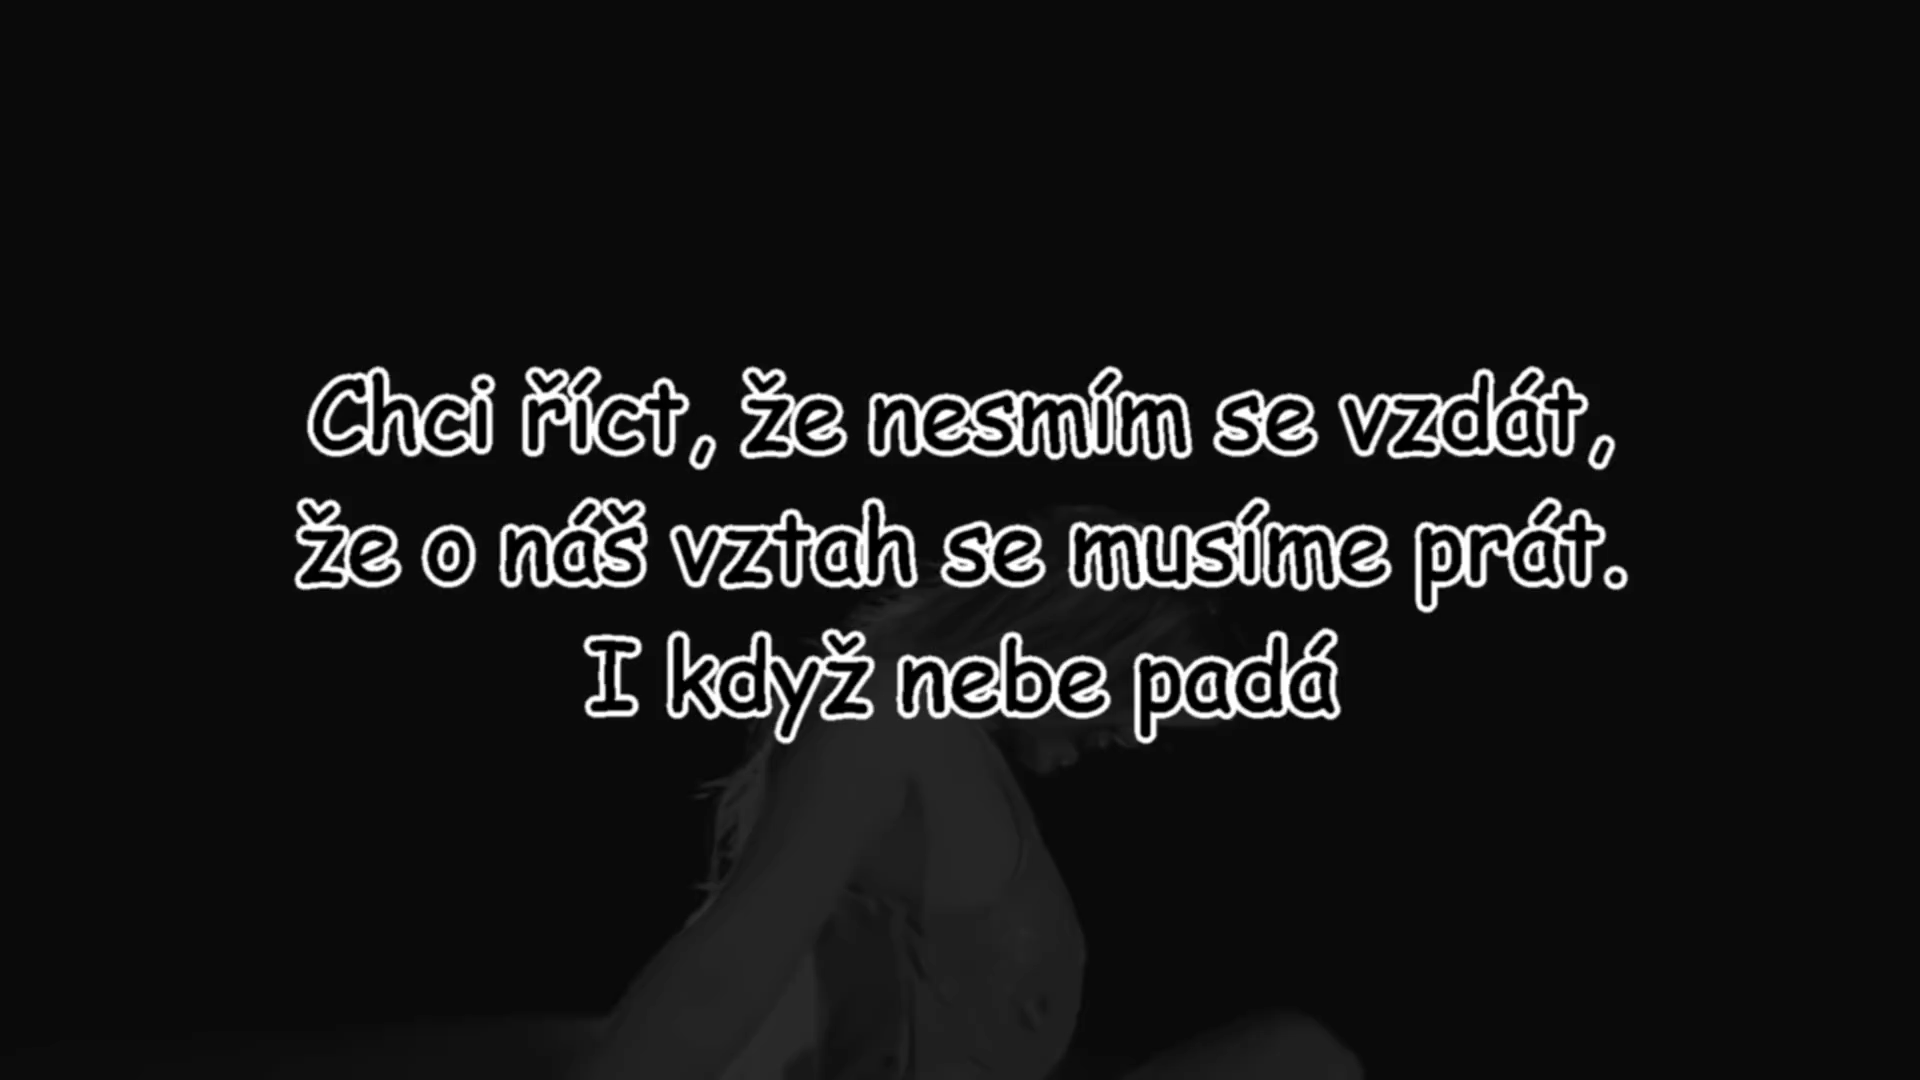 Chci říct, že nesmím se vzdát,
že o náš vztah se musíme prát.
I když nebe padá